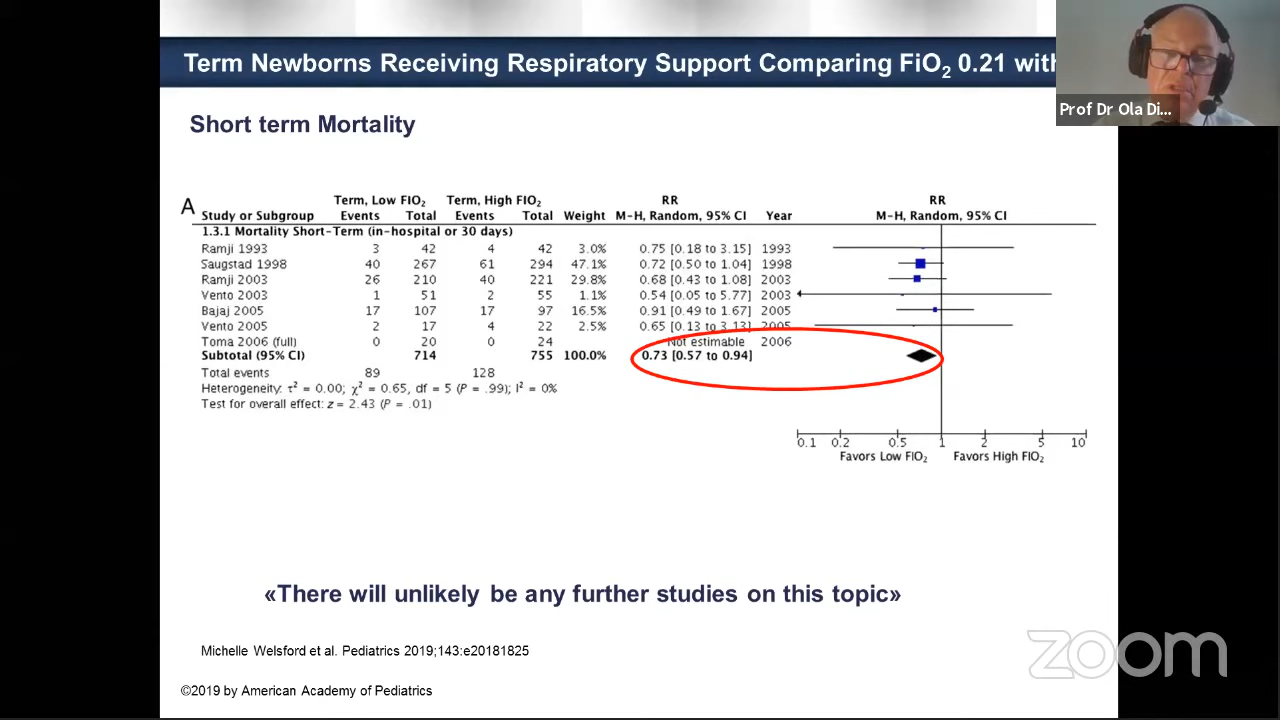 Term Newborns Receiving Respiratory Support Comparing FiO2 0.21 with
Prof Dr Ola Di...
Short term Mortality
A
Term, Low FIO2 Term, High FIO2 RR RR
Study or Subgroup Events Total Events Total Weight M-H, Random, 95% CI Year M-H, Random, 95% CI
1.3.1 Mortality Short-Term (in-hospital or 30 days)
Ramji 1993 3 42 4 42 3.0% 0.75 [0.18 to 3.15] 1993
Saugstad 1998 40 267 61 294 47.1% 0.72 [0.50 to 1.04] 1998
Ramji 2003 26 210 40 221 29.8% 0.68 [0.43 to 1.08] 2003
Vento 2003 1 51 2 55 1.1% 0.54 [0.05 to 5.77] 2003
Bajaj 2005 17 107 17 97 16.5% 0.91 [0.49 to 1.67] 2005
Vento 2005 2 17 4 22 2.5% 0.65 [0.13 to 3.13] 2005
Toma 2006 (full) 0 20 0 24 Not estimable 2006
Subtotal (95% CI) 714 755 100.0% 0.73 [0.57 to 0.94]
Total events 89 128
Heterogeneity: τ² = 0.00; χ² = 0.65, df = 5 (P = .99); I² = 0%
Test for overall effect: z = 2.43 (P = .01)
0.1 0.2 0.5 1 2 5 10
Favors Low FIO2 Favors High FIO2
«There will unlikely be any further studies on this topic»
Michelle Welsford et al. Pediatrics 2019;143:e20181825
zoom
©2019 by American Academy of Pediatrics